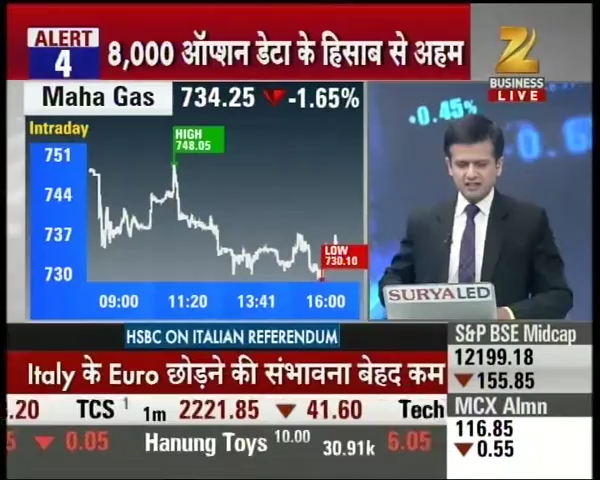 ALERT
4
8,000 ऑप्शन डेटा के हिसाब से अहम
Z
BUSINESS
LIVE
Maha Gas 734.25 -1.65%
Intraday
751
744
737
730
HIGH
748.05
LOW
730.10
09:00 11:20 13:41 16:00
+0.45%
SURYA LED
HSBC ON ITALIAN REFERENDUM
Italy के Euro छोड़ने की संभावना बेहद कम
S&P BSE Midcap
12199.18
155.85
MCX Almn
116.85
0.55
.20 TCS 1 1m 2221.85 41.60 Tech
5 0.05 Hanung Toys 10.00 30.91k 6.05